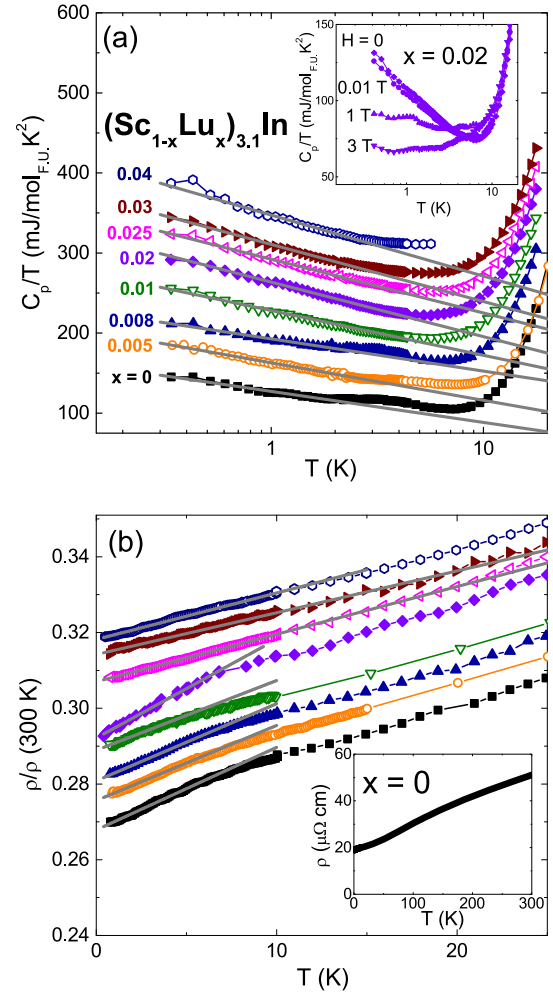 (a)
C_p/T (mJ/mol_F.U. K²)
600
500
400
300
200
100
(Sc_1-x Lu_x)_3.1 In
0.04
0.03
0.025
0.02
0.01
0.008
0.005
x = 0
1
10
T (K)
C_p/T (mJ/mol_F.U. K²)
150
100
50
H = 0
x = 0.02
0.01 T
1 T
3 T
1
10
T (K)
(b)
ρ/ρ (300 K)
0.34
0.32
0.30
0.28
0.26
0.24
0
10
20
T (K)
x = 0
ρ (μΩ cm)
60
40
20
0
0
100
200
300
T (K)